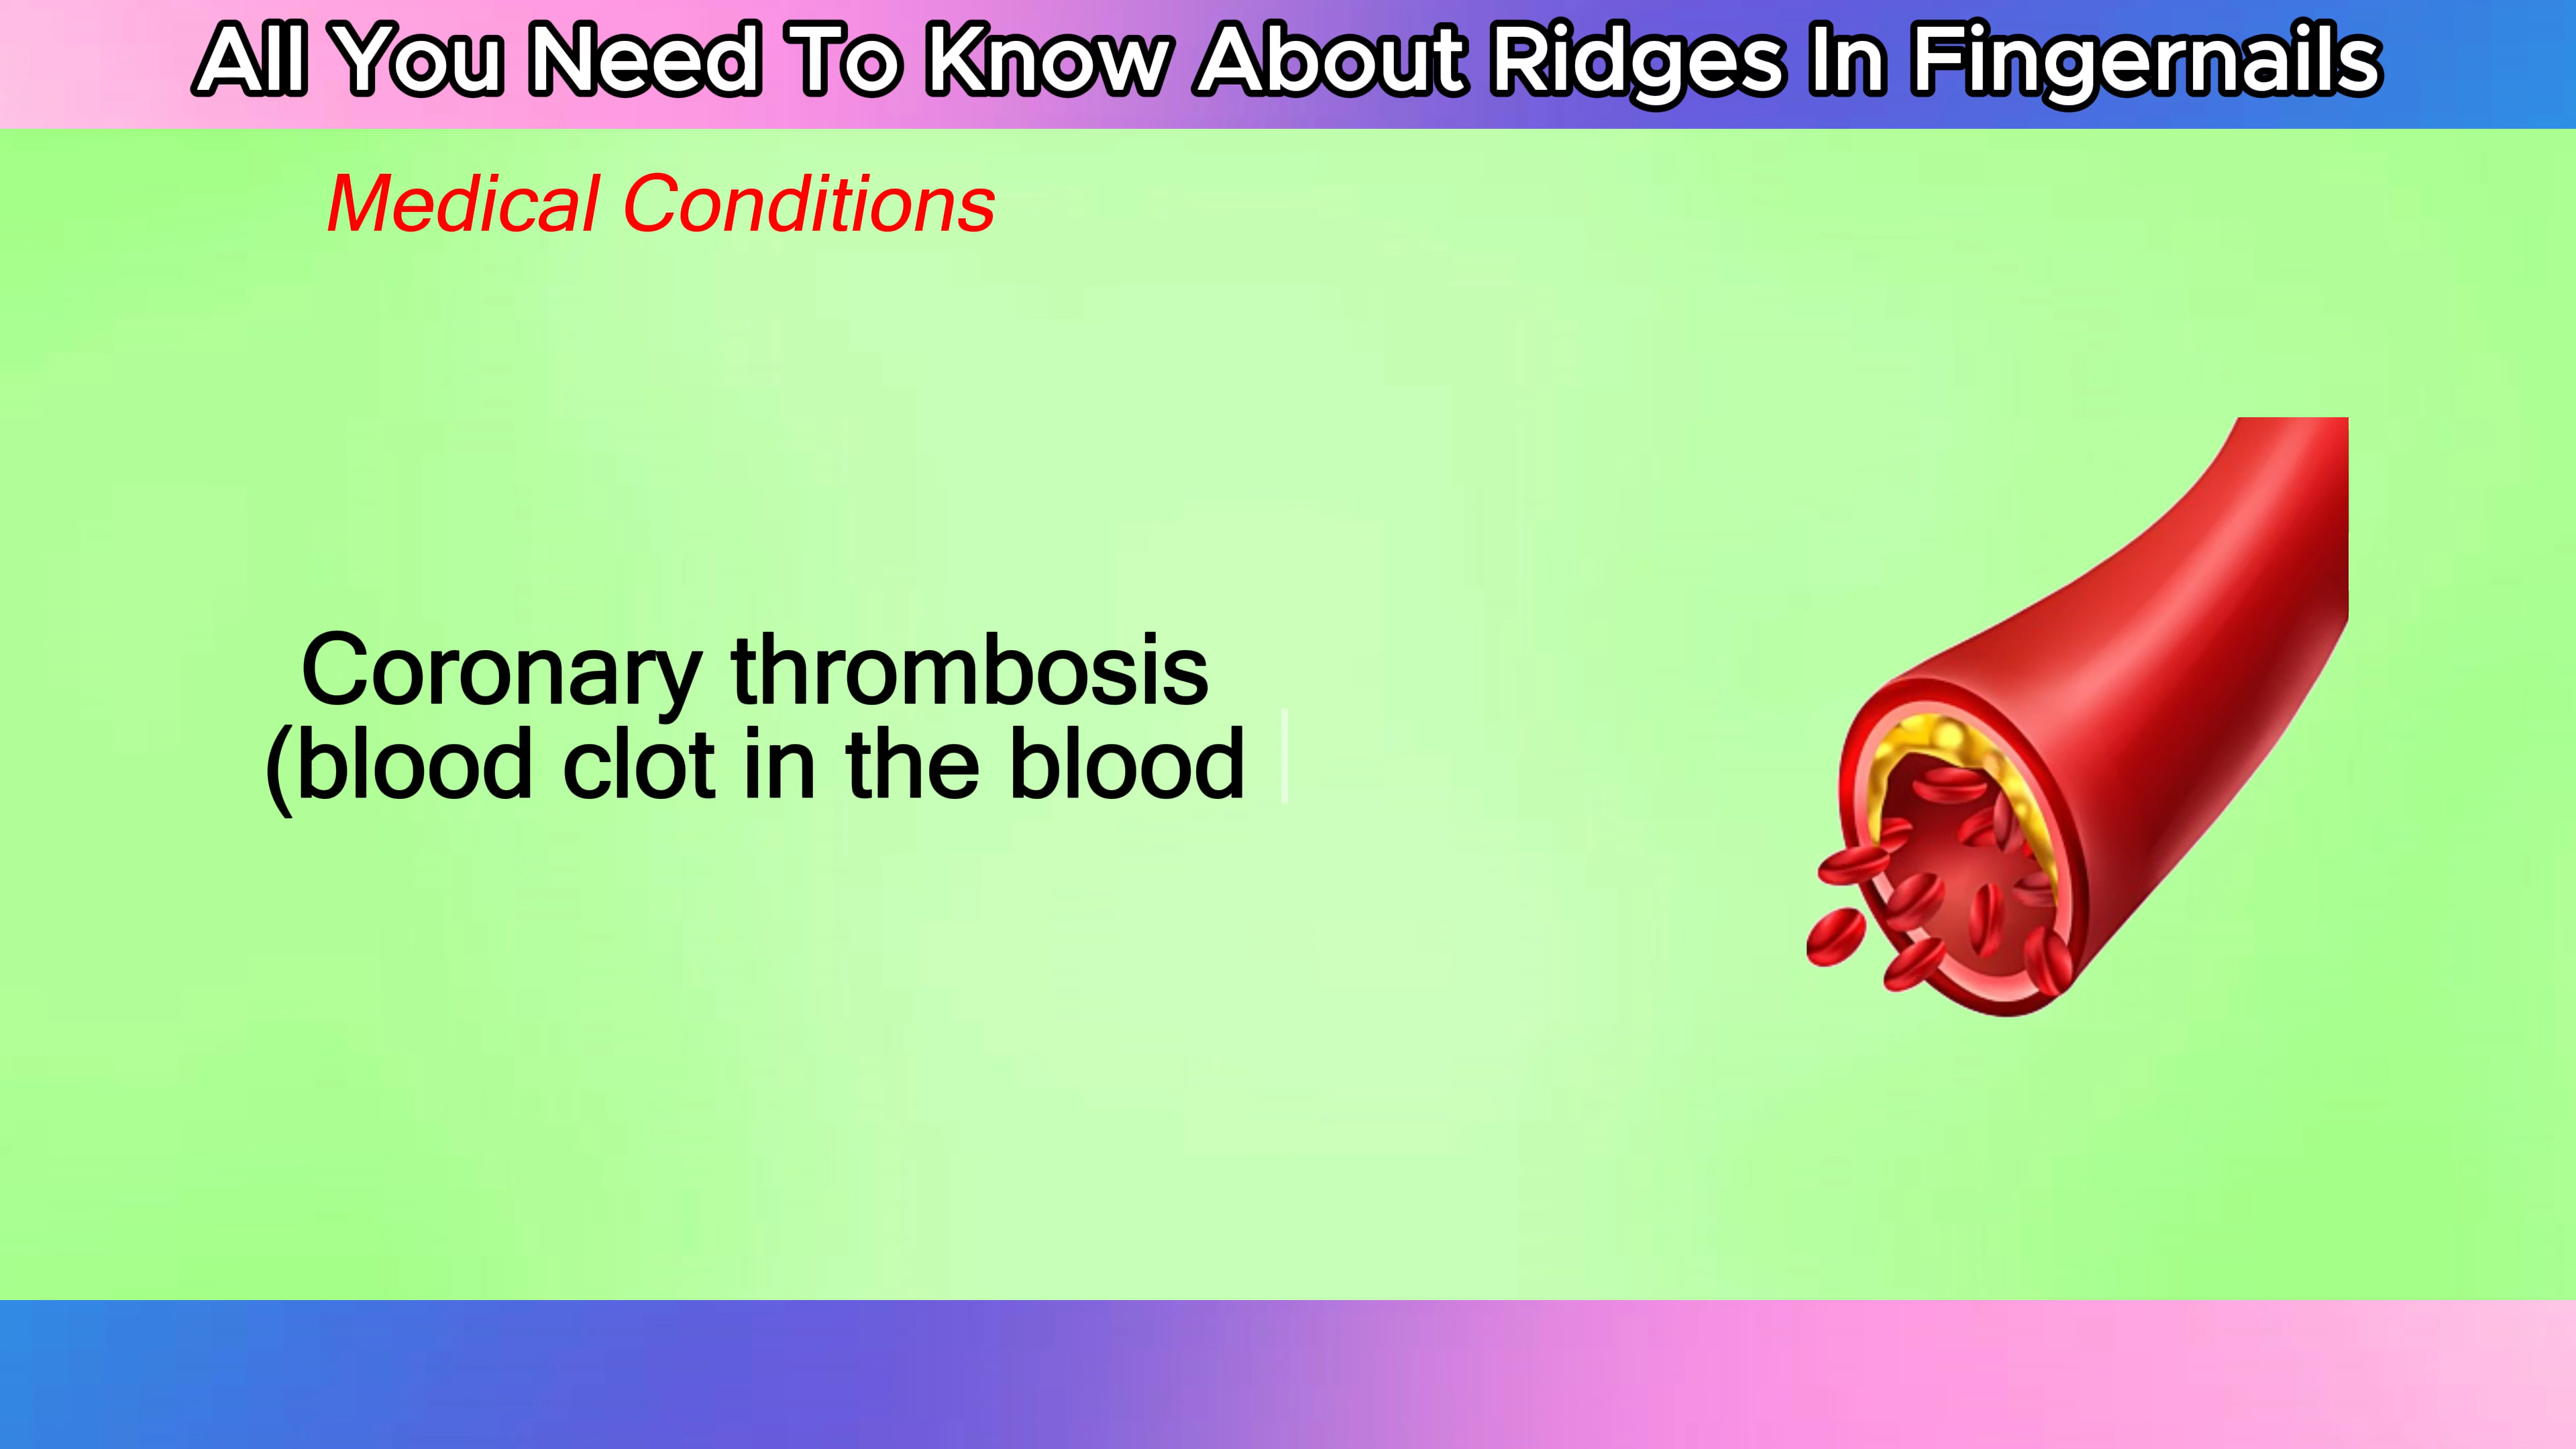 All You Need To Know About Ridges In Fingernails
Medical Conditions
Coronary thrombosis
(blood clot in the blood